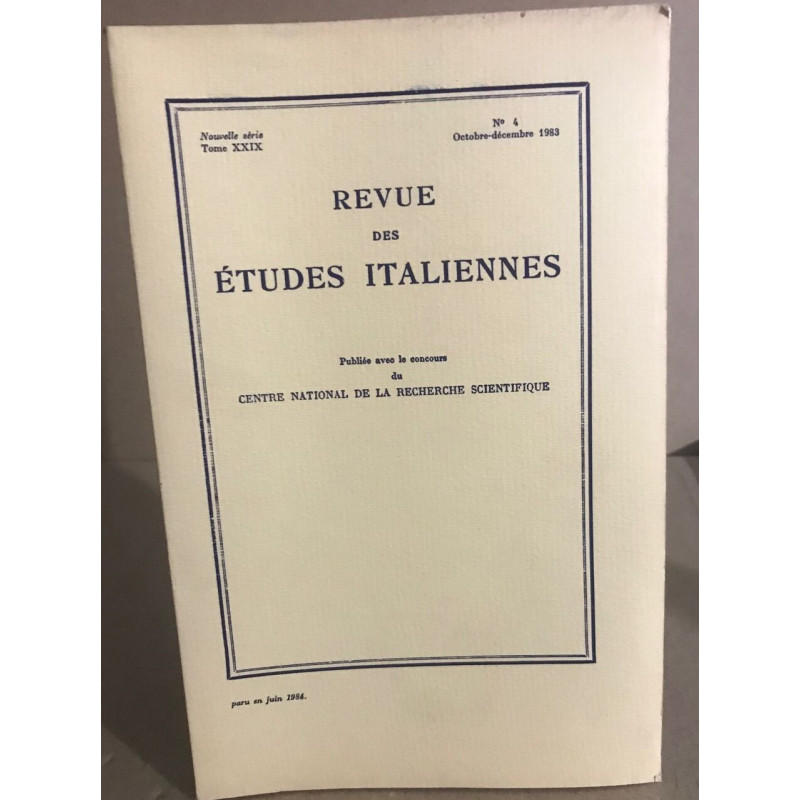 Nouvelle série
Tome XXIX
Nº 4
Octobre-décembre 1983
REVUE
DES
ÉTUDES ITALIENNES
Publiée avec le concours
du
CENTRE NATIONAL DE LA RECHERCHE SCIENTIFIQUE
paru en juin 1984.